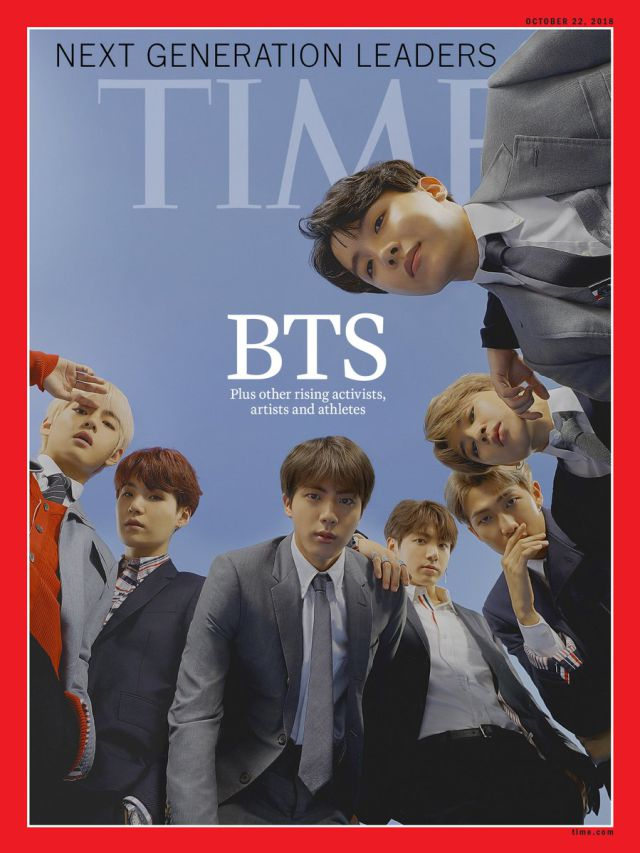 OCTOBER 22, 2018
NEXT GENERATION LEADERS
TIME
BTS
Plus other rising activists,
artists and athletes
time.com